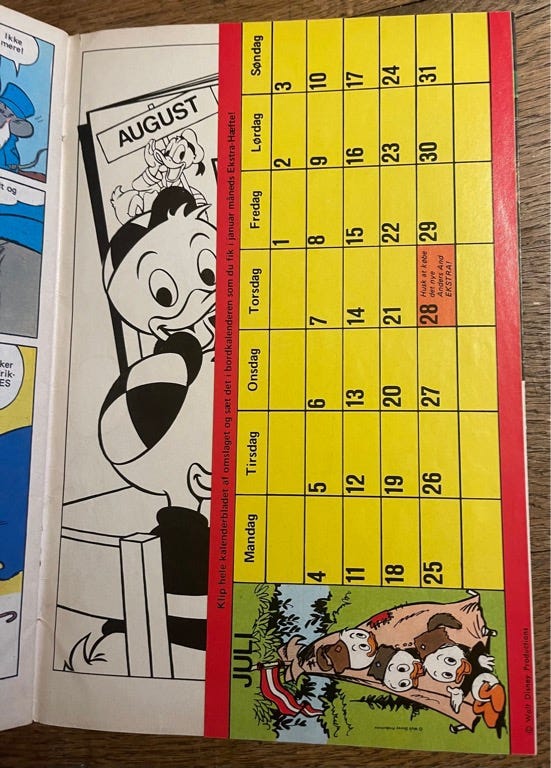 Ikke
mere!
t og
ker
rik-
ES
AUGUST
Klip hele kalenderbladet af omslaget og sæt det i bordkalenderen som du fik i januar måneds Ekstra-Hæfte!
JULI
Mandag Tirsdag Onsdag Torsdag Fredag Lørdag Søndag
1 2 3
4 5 6 7 8 9 10
11 12 13 14 15 16 17
18 19 20 21 22 23 24
25 26 27 28 29 30 31
Husk at købe
det nye
Anders And
EKSTRA!
© Walt Disney Productions
© Walt Disney Productions